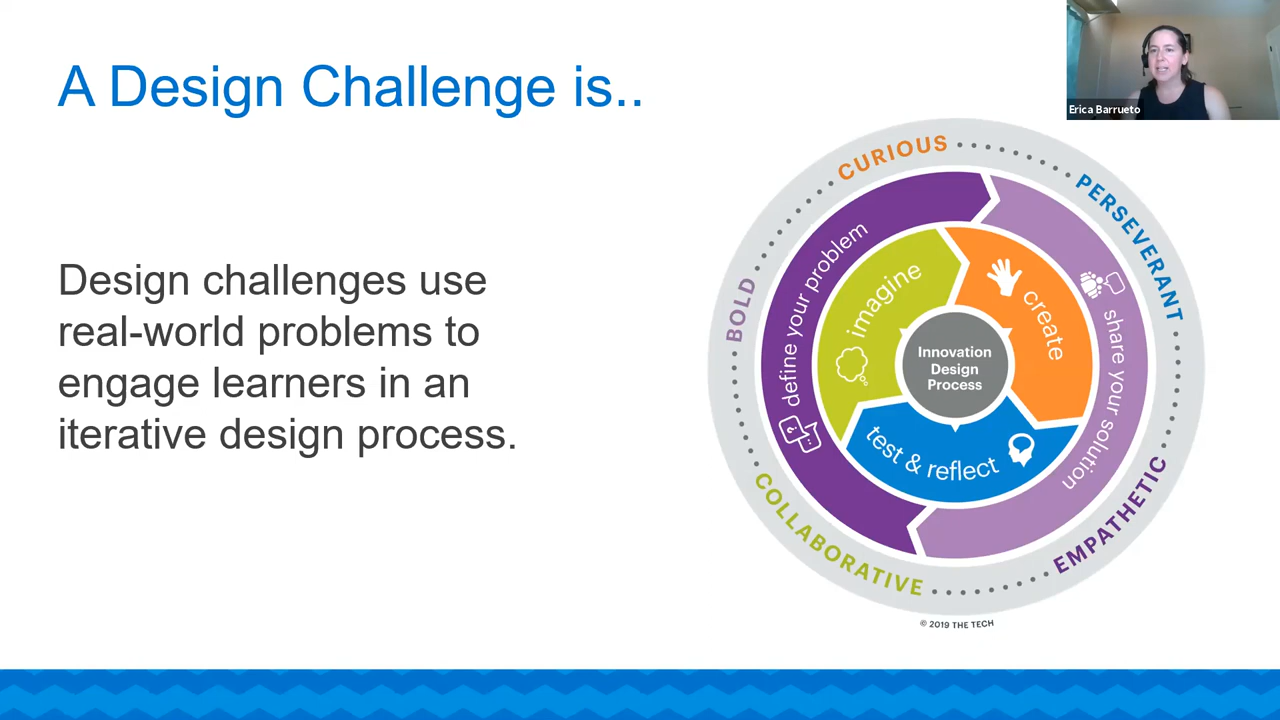 A Design Challenge is..
Erica Barrueto
Design challenges use
real-world problems to
engage learners in an
iterative design process.
CURIOUS
PERSEVERANT
EMPATHETIC
COLLABORATIVE
BOLD
define your problem
share your solution
imagine
create
test & reflect
Innovation
Design
Process
© 2019 THE TECH